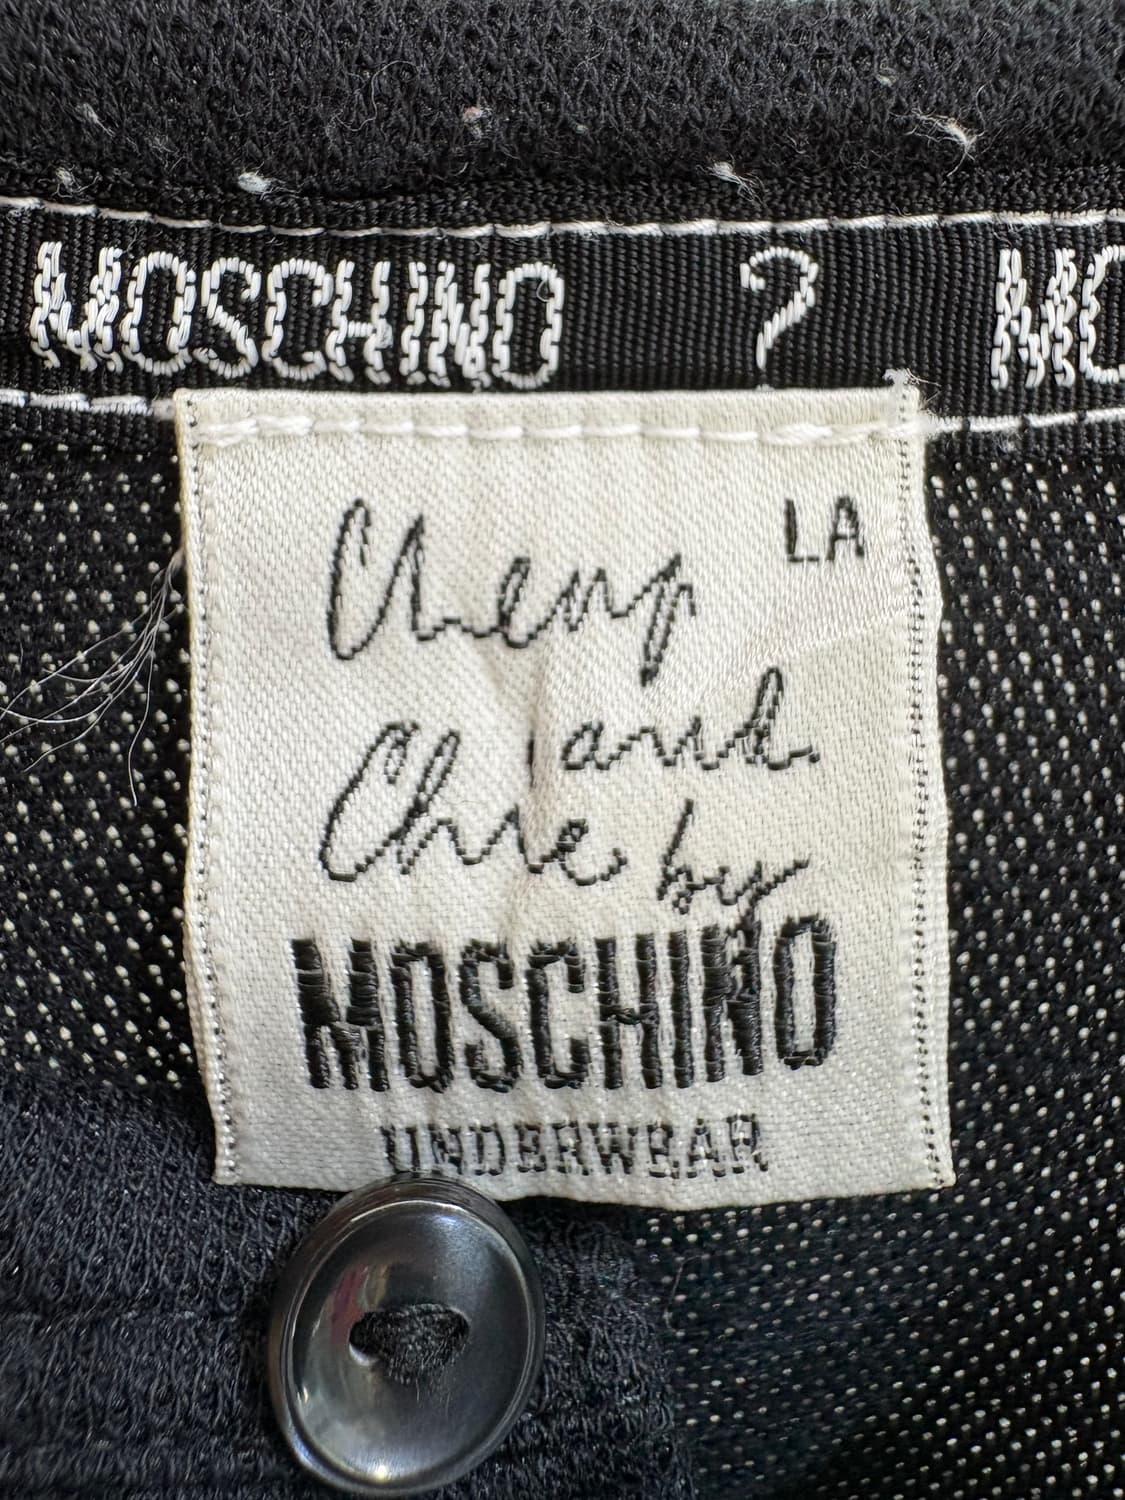 MOSCHINO ? MO
LA
Cheap
and
Chic by
MOSCHINO
UNDERWEAR